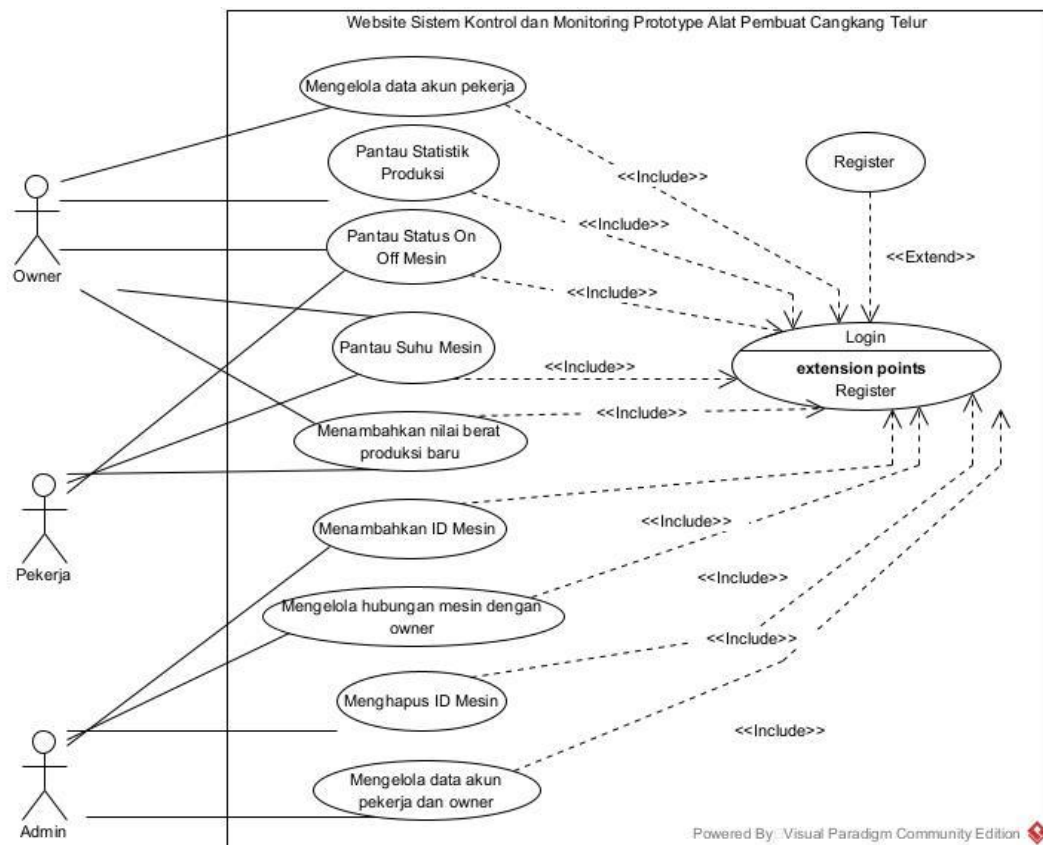 Website Sistem Kontrol dan Monitoring Prototype Alat Pembuat Cangkang Telur
Mengelola data akun pekerja
Pantau Statistik
Produksi
<<Include>>
Register
<<Include>>
Pantau Status On
Off Mesin
<<Extend>>
Owner
<<Include>>
Login
Pantau Suhu Mesin
<<Include>>
extension points
Register
<<Include>>
Menambahkan nilai berat
produksi baru
Menambahkan ID Mesin
<<Include>>
Pekerja
<<Include>>
Mengelola hubungan mesin dengan
owner
<<Include>>
Menghapus ID Mesin
<<Include>>
Mengelola data akun
pekerja dan owner
Admin
Powered By: Visual Paradigm Community Edition